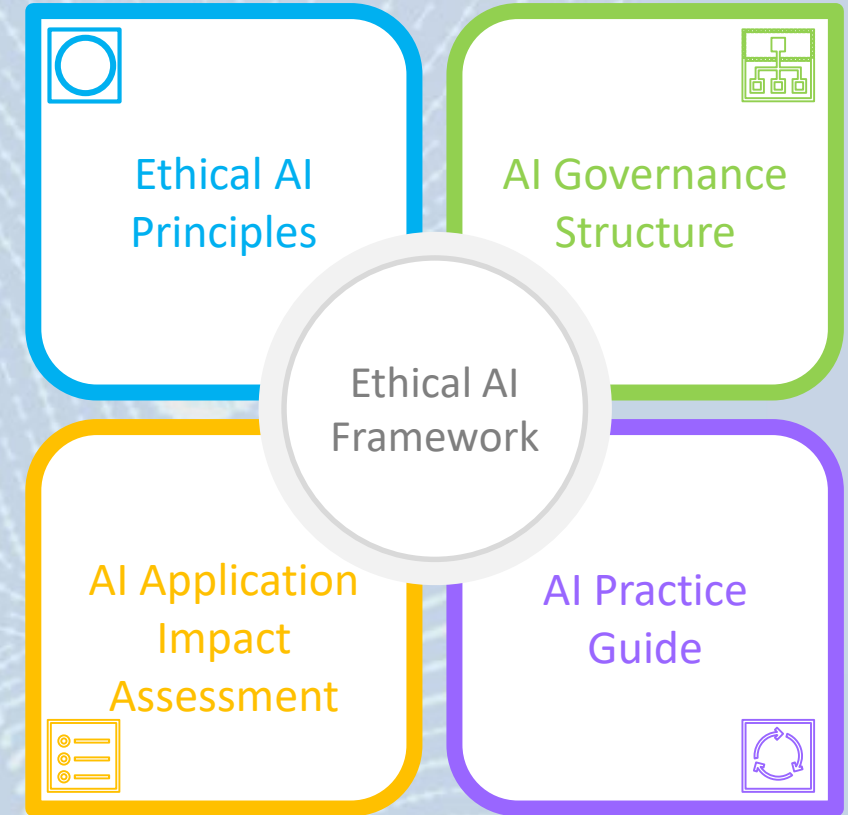 Ethical AI
Principles
AI Governance
Structure
Ethical AI
Framework
AI Application
Impact
Assessment
AI Practice
Guide